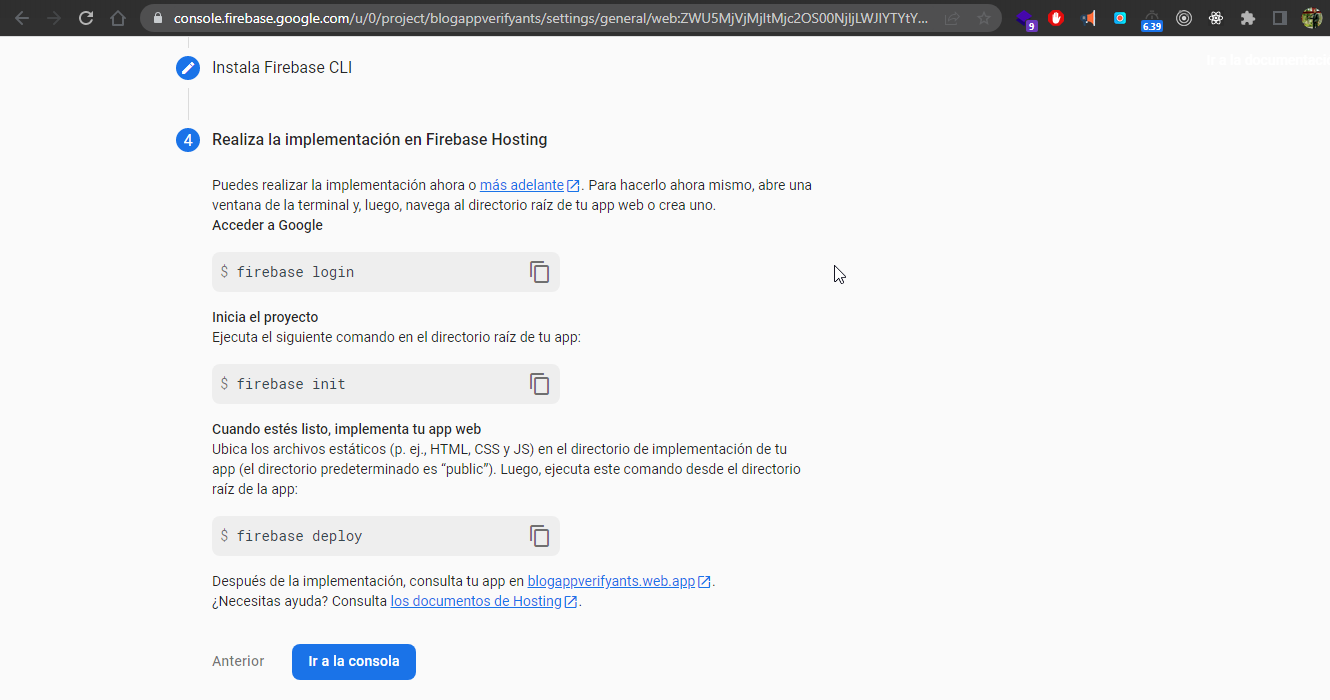 console.firebase.google.com/u/0/project/blogappverifyants/settings/general/web:ZWU5MjVjMjItMjc2OS00NjljLWJlYTYtY...
9
6.39
Instala Firebase CLI
4 Realiza la implementación en Firebase Hosting
Puedes realizar la implementación ahora o más adelante. Para hacerlo ahora mismo, abre una
ventana de la terminal y, luego, navega al directorio raíz de tu app web o crea uno.
Acceder a Google
$ firebase login
Inicia el proyecto
Ejecuta el siguiente comando en el directorio raíz de tu app:
$ firebase init
Cuando estés listo, implementa tu app web
Ubica los archivos estáticos (p. ej., HTML, CSS y JS) en el directorio de implementación de tu
app (el directorio predeterminado es “public”). Luego, ejecuta este comando desde el directorio
raíz de la app:
$ firebase deploy
Después de la implementación, consulta tu app en blogappverifyants.web.app.
¿Necesitas ayuda? Consulta los documentos de Hosting.
Anterior
Ir a la consola